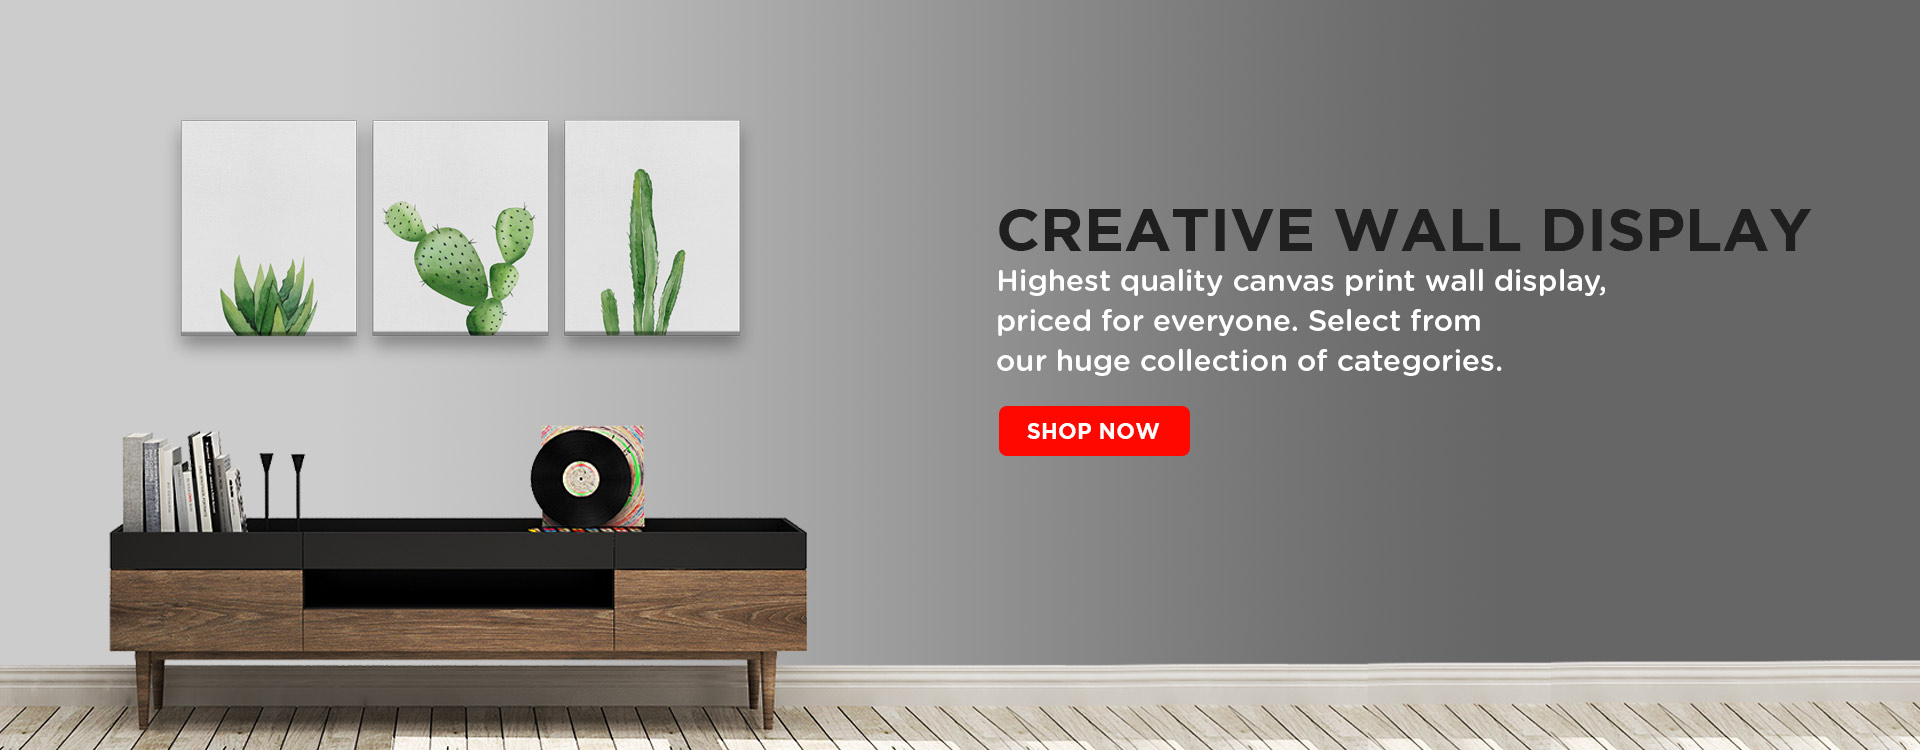 CREATIVE WALL DISPLAY
Highest quality canvas print wall display,
priced for everyone. Select from
our huge collection of categories.
SHOP NOW